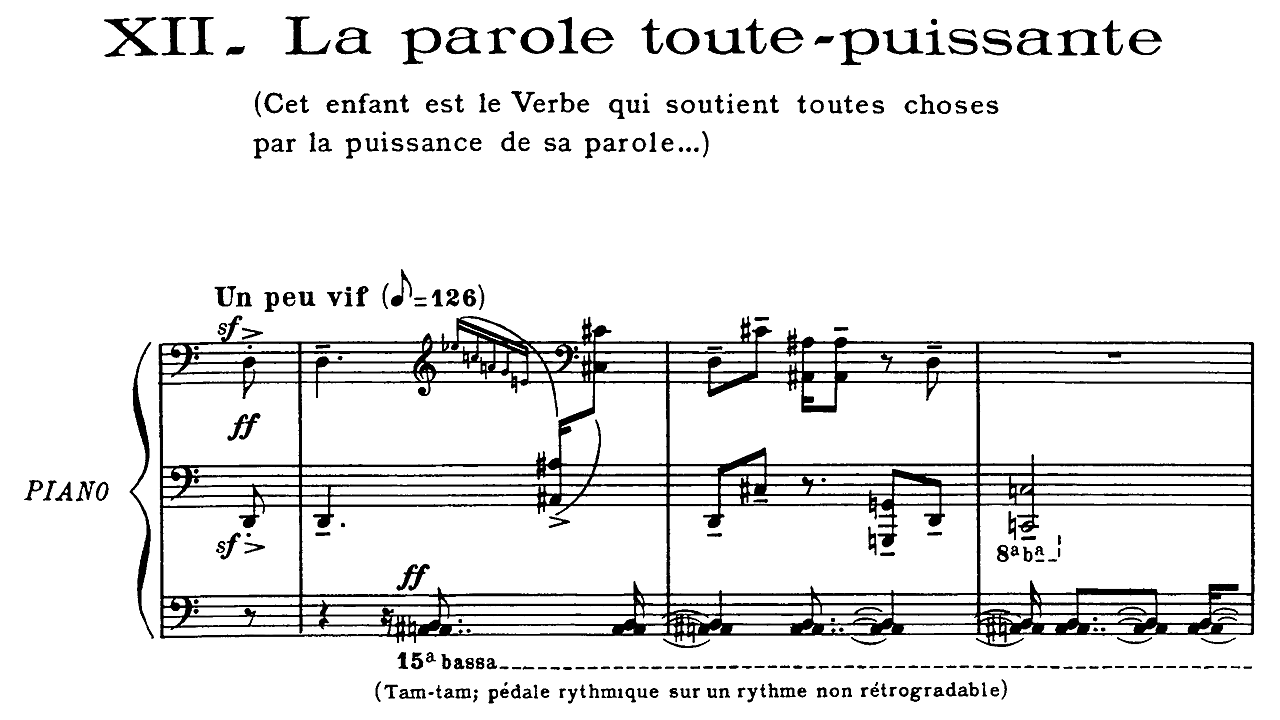 XII. La parole toute-puissante
(Cet enfant est le Verbe qui soutient toutes choses
par la puissance de sa parole...)
Un peu vif (♪=126)
sf
ff
PIANO
sf
8ª bª
ff
15ª bassa
(Tam-tam; pédale rythmique sur un rythme non rétrogradable)